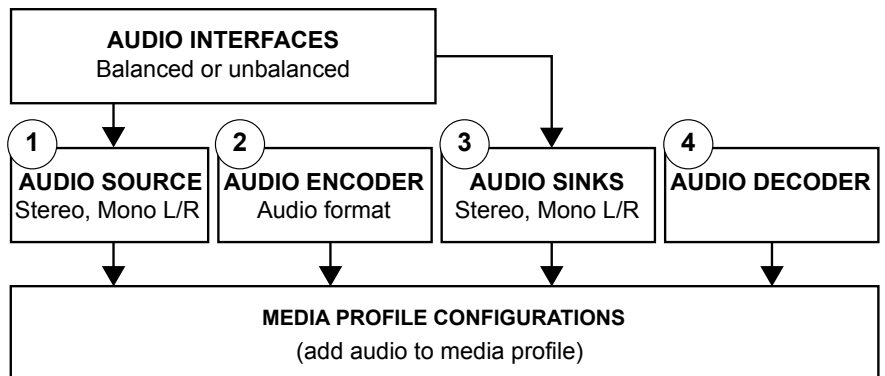 AUDIO INTERFACES
Balanced or unbalanced
1
AUDIO SOURCE
Stereo, Mono L/R
2
AUDIO ENCODER
Audio format
3
AUDIO SINKS
Stereo, Mono L/R
4
AUDIO DECODER
MEDIA PROFILE CONFIGURATIONS
(add audio to media profile)